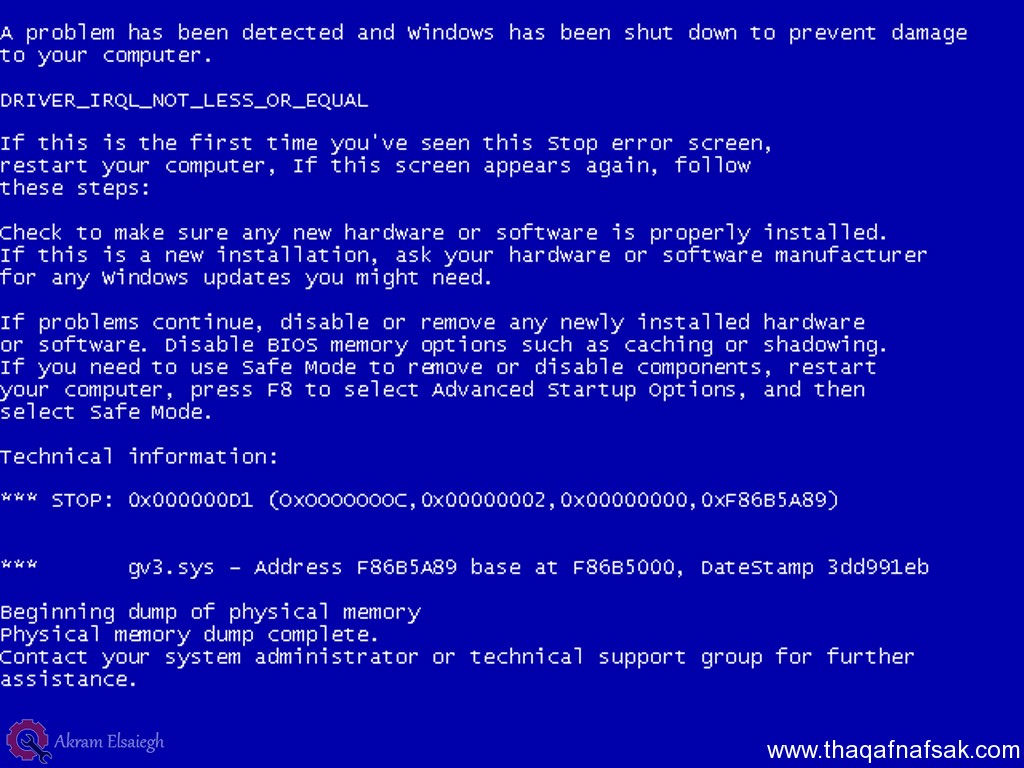 A problem has been detected and Windows has been shut down to prevent damage
to your computer.
DRIVER_IRQL_NOT_LESS_OR_EQUAL
If this is the first time you've seen this Stop error screen,
restart your computer, If this screen appears again, follow
these steps:
Check to make sure any new hardware or software is properly installed.
If this is a new installation, ask your hardware or software manufacturer
for any Windows updates you might need.
If problems continue, disable or remove any newly installed hardware
or software. Disable BIOS memory options such as caching or shadowing.
If you need to use Safe Mode to remove or disable components, restart
your computer, press F8 to select Advanced Startup Options, and then
select Safe Mode.
Technical information:
*** STOP: 0x000000D1 (OxOOOOOOOC,0x00000002,0x00000000,0xF86B5A89)
*** gv3.sys – Address F86B5A89 base at F86B5000, DateStamp 3dd991eb
Beginning dump of physical memory
Physical memory dump complete.
Contact your system administrator or technical support group for further
assistance.
Akram Elsaiegh
www.thaqafnafsak.com